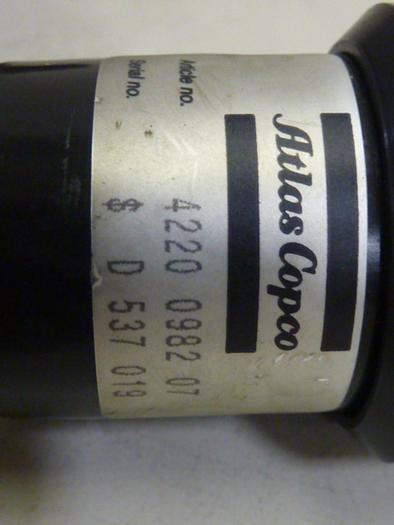 Atlas Copco
Article no. 4220 0982 07
Serial no. $ D 537 019